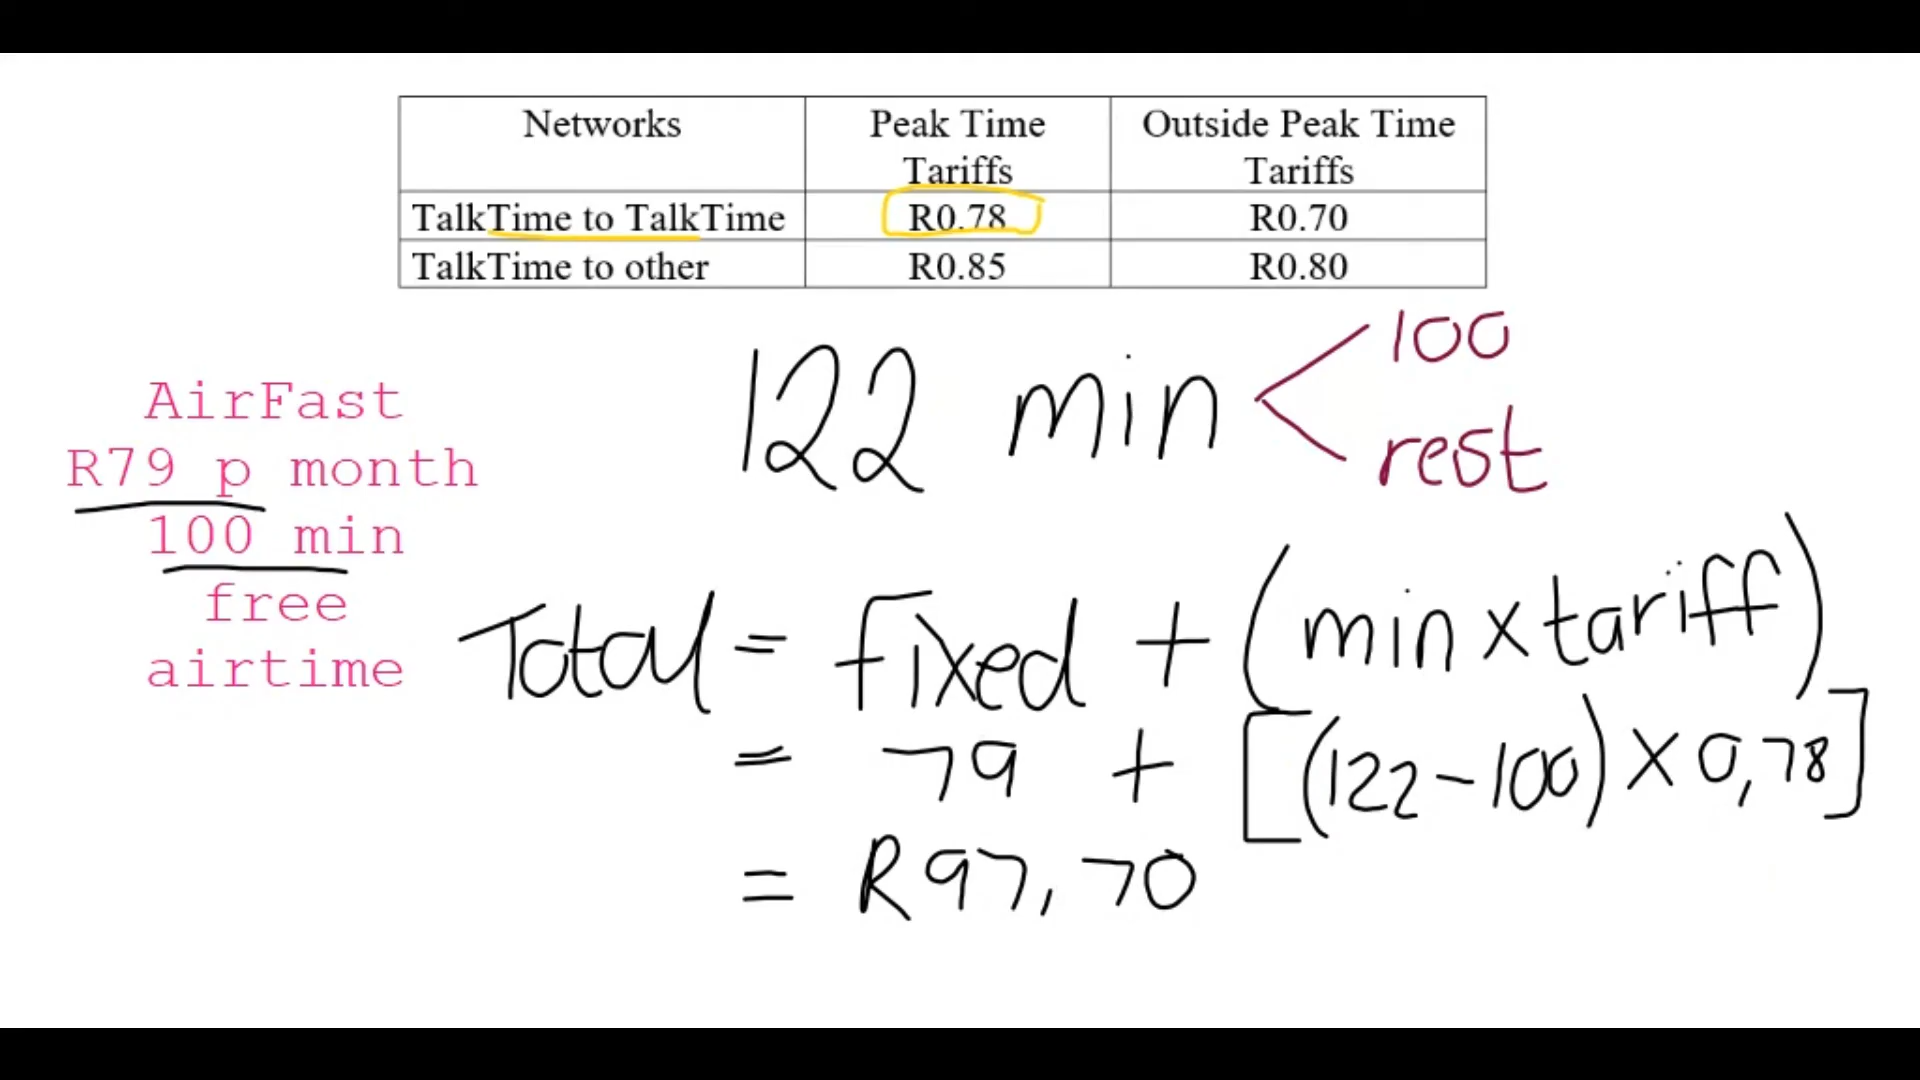 Networks Peak Time Tariffs Outside Peak Time Tariffs
TalkTime to TalkTime R0.78 R0.70
TalkTime to other R0.85 R0.80
122 min < 100
rest
AirFast
R79 p month
100 min
free
airtime
Total = fixed + (min x tariff)
= 79 + [(122-100) x 0,78]
= R97,70